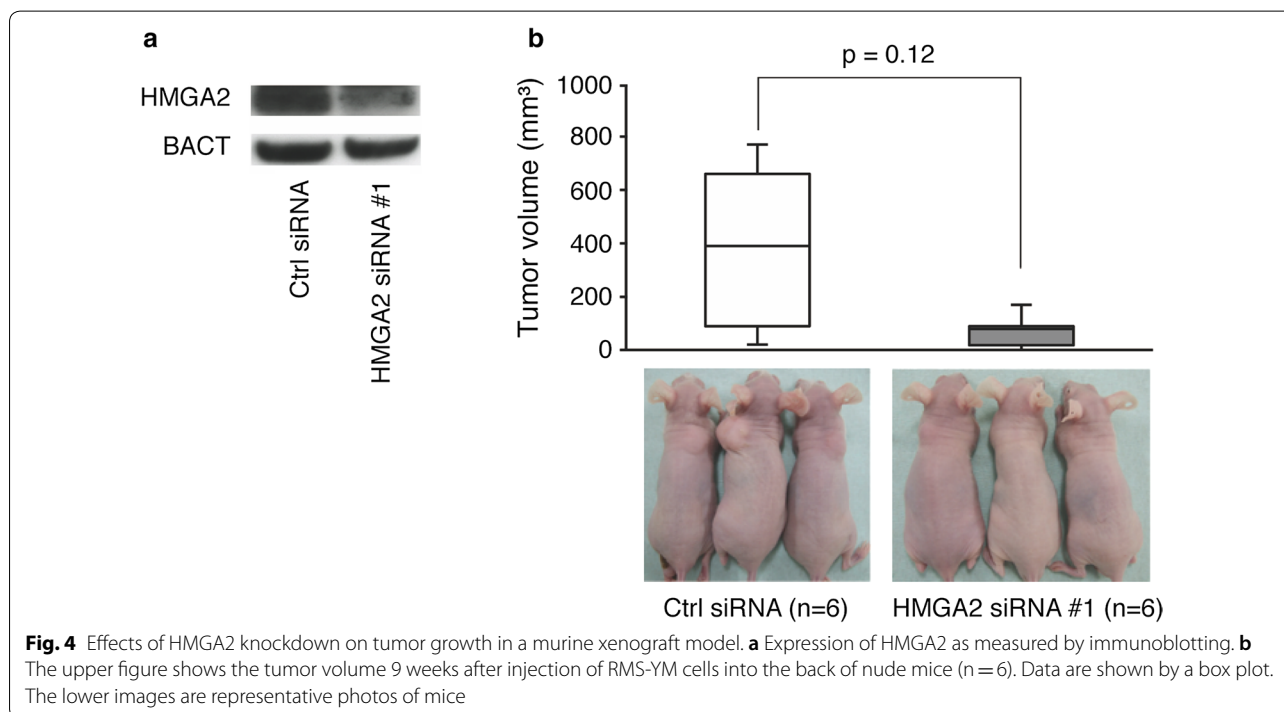 a
HMGA2
BACT
Ctrl siRNA
HMGA2 siRNA #1
b
p = 0.12
Tumor volume (mm³)
1000
800
600
400
200
0
Ctrl siRNA (n=6)
HMGA2 siRNA #1 (n=6)
Fig. 4 Effects of HMGA2 knockdown on tumor growth in a murine xenograft model. a Expression of HMGA2 as measured by immunoblotting. b
The upper figure shows the tumor volume 9 weeks after injection of RMS-YM cells into the back of nude mice (n = 6). Data are shown by a box plot.
The lower images are representative photos of mice